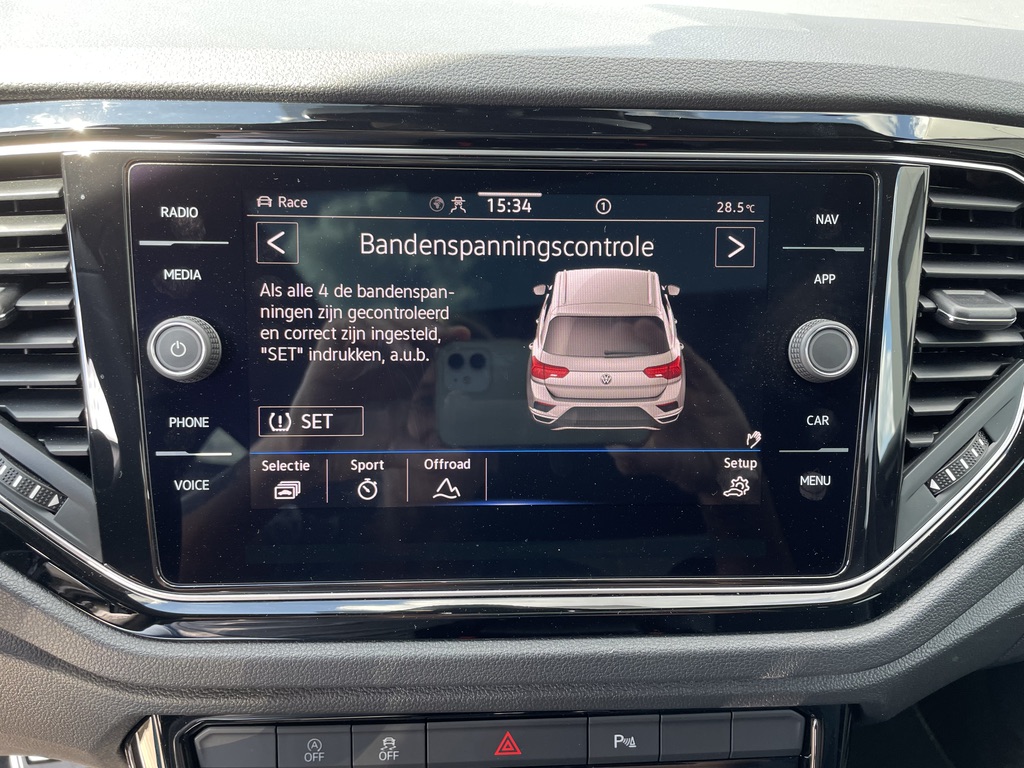 Race 15:34 1 28.5°C
RADIO
NAV
Bandenspanningscontrole
MEDIA
APP
Als alle 4 de bandenspan-
ningen zijn gecontroleerd
en correct zijn ingesteld,
"SET" indrukken, a.u.b.
SET
PHONE
CAR
VOICE
MENU
Selectie Sport Offroad Setup
A OFF
OFF
P